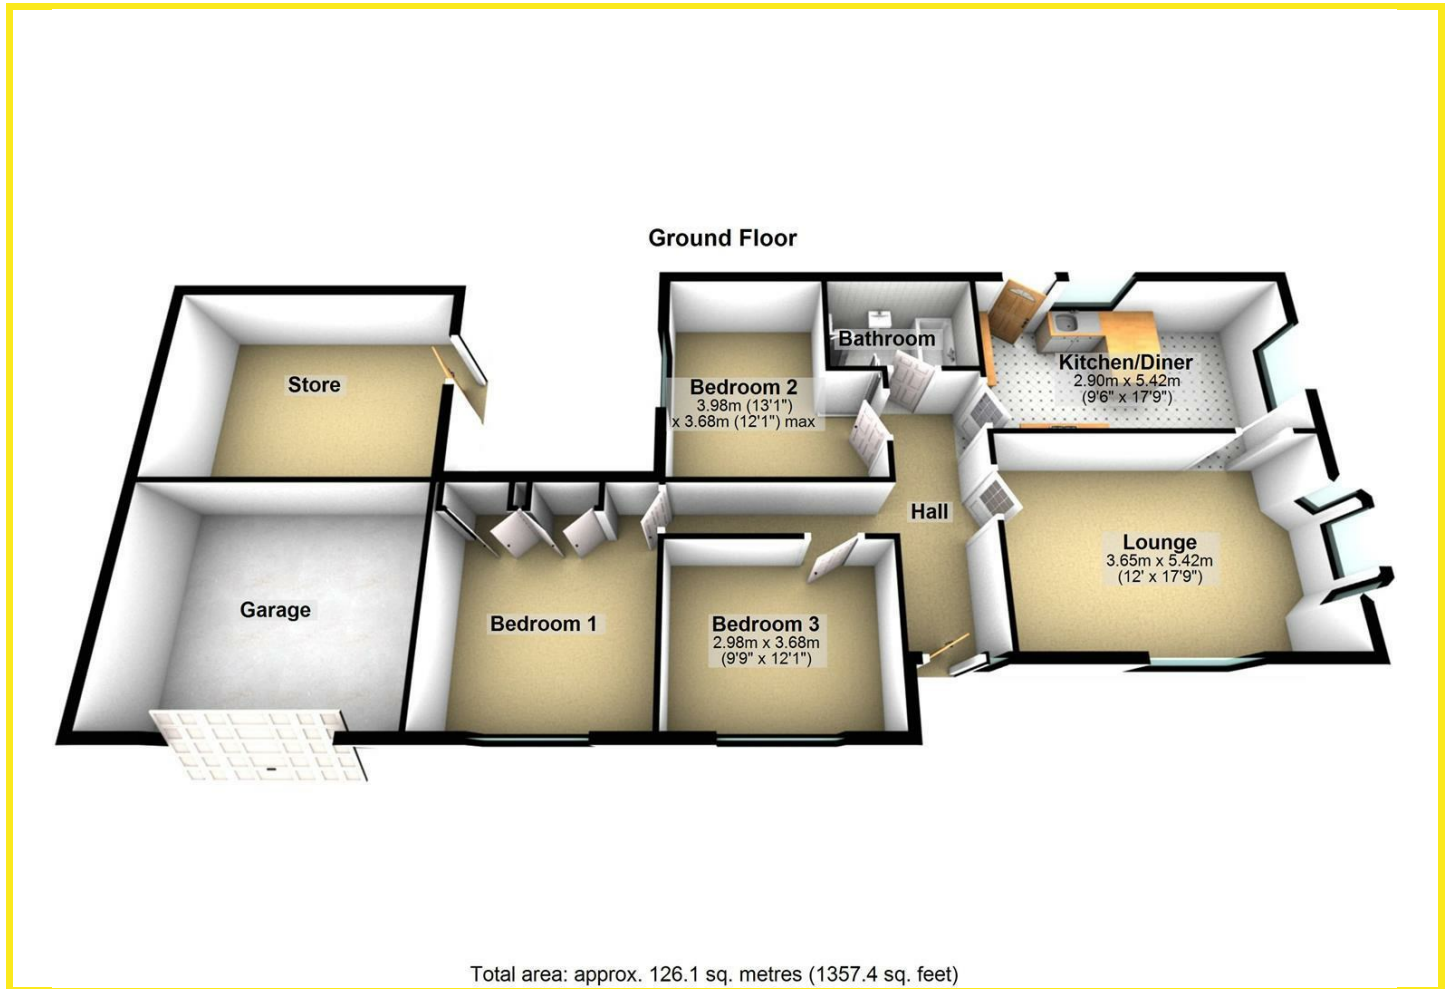 Ground Floor
Store
Bedroom 2
3.98m (13'1")
x 3.68m (12'1") max
Bathroom
Kitchen/Diner
2.90m x 5.42m
(9'6" x 17'9")
Garage
Bedroom 1
Bedroom 3
2.98m x 3.68m
(9'9" x 12'1")
Hall
Lounge
3.65m x 5.42m
(12' x 17'9")
Total area: approx. 126.1 sq. metres (1357.4 sq. feet)